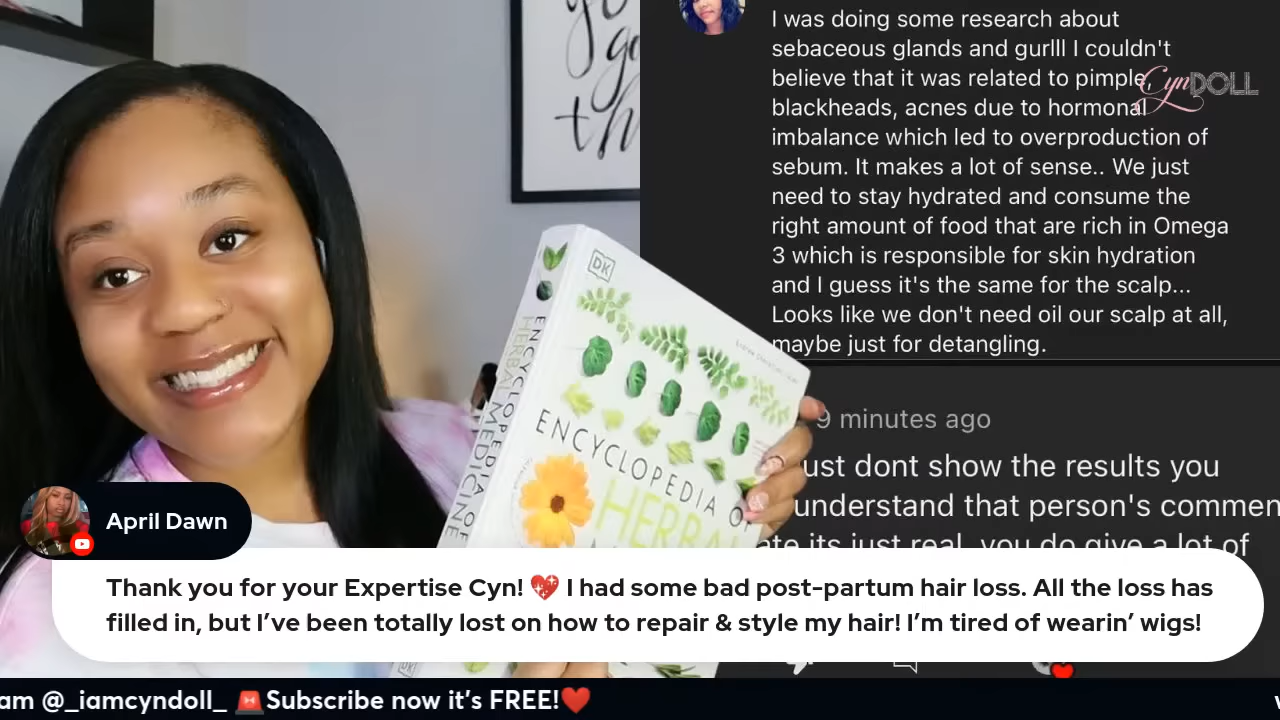 I was doing some research about
sebaceous glands and gurlll I couldn't
believe that it was related to pimple,
blackheads, acnes due to hormonal
imbalance which led to overproduction of
sebum. It makes a lot of sense.. We just
need to stay hydrated and consume the
right amount of food that are rich in Omega
3 which is responsible for skin hydration
and I guess it's the same for the scalp...
Looks like we don't need oil our scalp at all,
maybe just for detangling.
CynDOLL
9 minutes ago
ust dont show the results you
understand that person's commen
ate its just real, you do give a lot of
DK
ENCYCLOPEDIA OF
HERBAL
ENCYCLOPEDIA OF
HERBAL MEDICINE
DK
April Dawn
Thank you for your Expertise Cyn! 💖 I had some bad post-partum hair loss. All the loss has
filled in, but I’ve been totally lost on how to repair & style my hair! I’m tired of wearin’ wigs!
am @_iamcyndoll_ 🚨Subscribe now it’s FREE!❤️